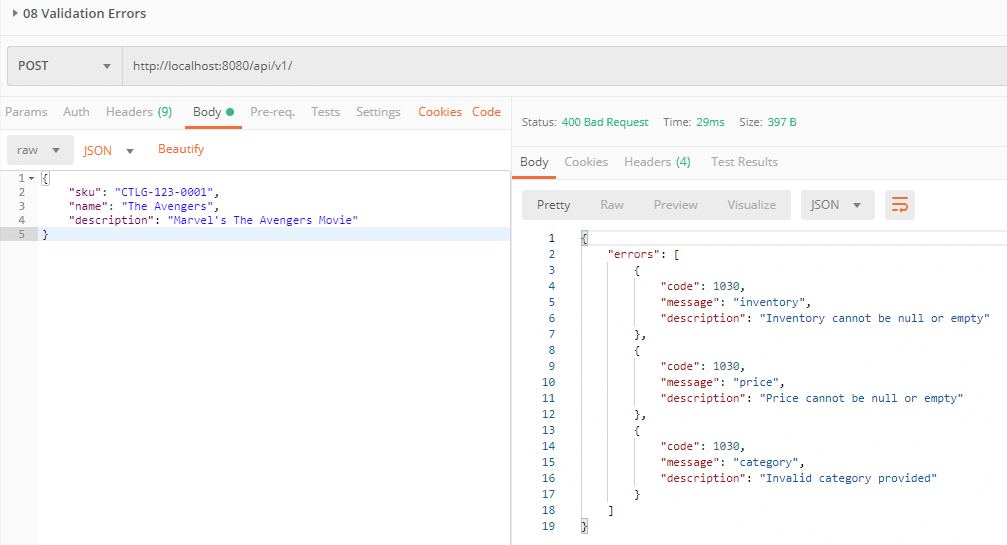 08 Validation Errors
POST http://localhost:8080/api/v1/
Params Auth Headers (9) Body Pre-req. Tests Settings Cookies Code
raw JSON Beautify
1 {
2 "sku": "CTLG-123-0001",
3 "name": "The Avengers",
4 "description": "Marvel's The Avengers Movie"
5 }
Status: 400 Bad Request Time: 29ms Size: 397 B
Body Cookies Headers (4) Test Results
Pretty Raw Preview Visualize JSON
1 {
2 "errors": [
3 {
4 "code": 1030,
5 "message": "inventory",
6 "description": "Inventory cannot be null or empty"
7 },
8 {
9 "code": 1030,
10 "message": "price",
11 "description": "Price cannot be null or empty"
12 },
13 {
14 "code": 1030,
15 "message": "category",
16 "description": "Invalid category provided"
17 }
18 ]
19 }